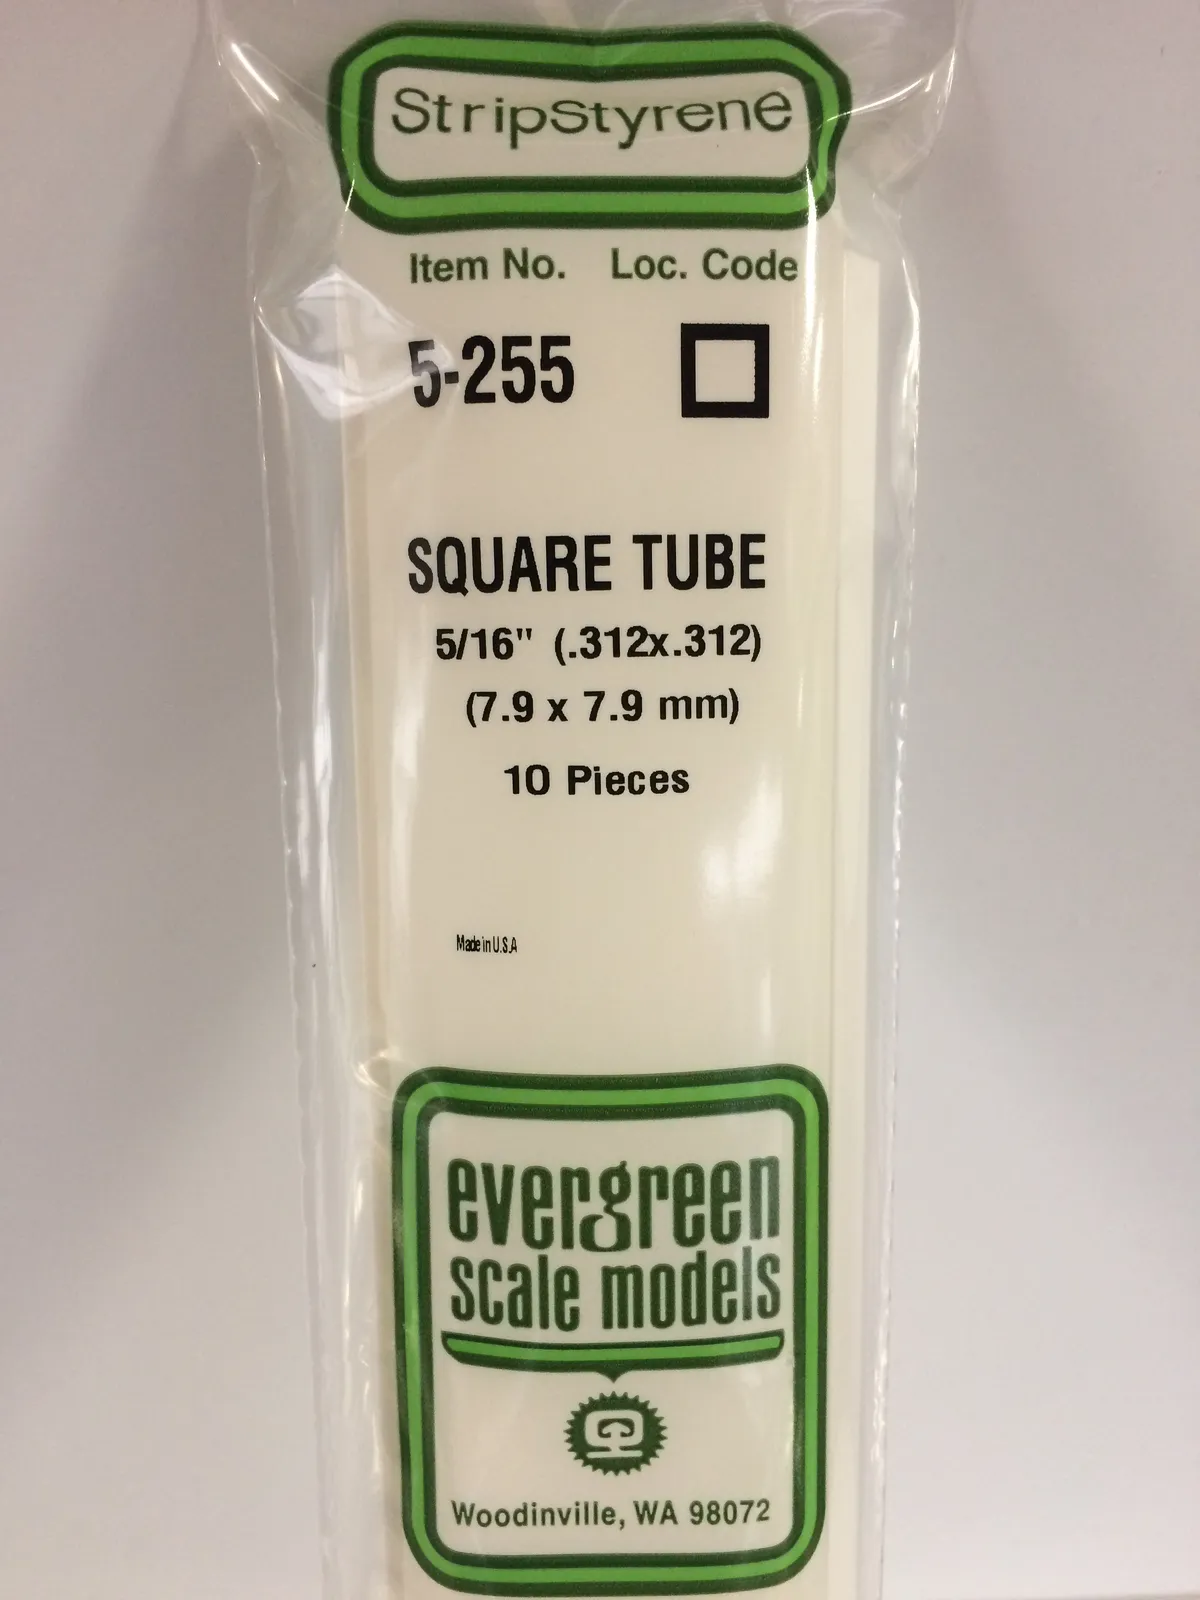 StripStyrene
Item No. Loc. Code
5-255
SQUARE TUBE
5/16" (.312x.312)
(7.9 x 7.9 mm)
10 Pieces
Made in U.S.A
evergreen
scale models
Woodinville, WA 98072